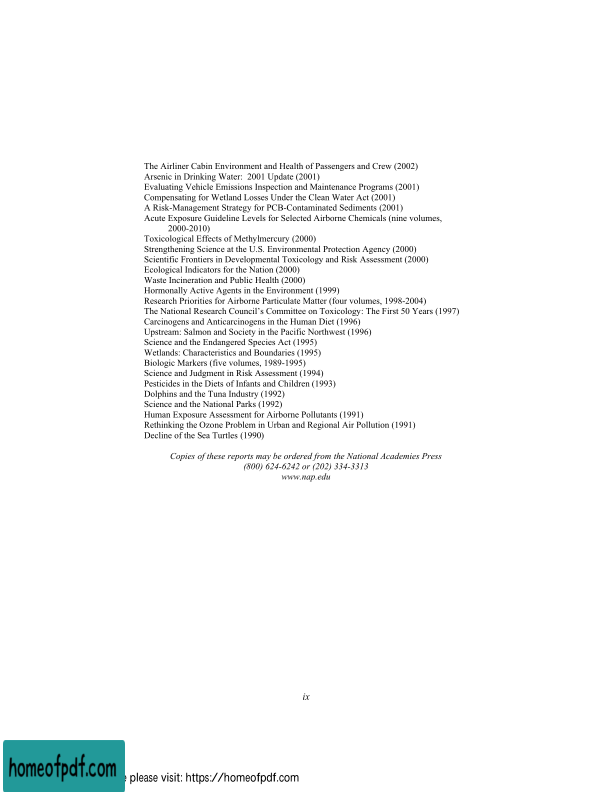 The Airliner Cabin Environment and Health of Passengers and Crew (2002)
Arsenic in Drinking Water:  2001 Update (2001)
Evaluating Vehicle Emissions Inspection and Maintenance Programs (2001)
Compensating for Wetland Losses Under the Clean Water Act (2001)
A Risk-Management Strategy for PCB-Contaminated Sediments (2001)
Acute Exposure Guideline Levels for Selected Airborne Chemicals (nine volumes,
2000-2010)
Toxicological Effects of Methylmercury (2000)
Strengthening Science at the U.S. Environmental Protection Agency (2000)
Scientific Frontiers in Developmental Toxicology and Risk Assessment (2000)
Ecological Indicators for the Nation (2000)
Waste Incineration and Public Health (2000)
Hormonally Active Agents in the Environment (1999)
Research Priorities for Airborne Particulate Matter (four volumes, 1998-2004)
The National Research Council's Committee on Toxicology: The First 50 Years (1997)
Carcinogens and Anticarcinogens in the Human Diet (1996)
Upstream: Salmon and Society in the Pacific Northwest (1996)
Science and the Endangered Species Act (1995)
Wetlands: Characteristics and Boundaries (1995)
Biologic Markers (five volumes, 1989-1995)
Science and Judgment in Risk Assessment (1994)
Pesticides in the Diets of Infants and Children (1993)
Dolphins and the Tuna Industry (1992)
Science and the National Parks (1992)
Human Exposure Assessment for Airborne Pollutants (1991)
Rethinking the Ozone Problem in Urban and Regional Air Pollution (1991)
Decline of the Sea Turtles (1990)
Copies of these reports may be ordered from the National Academies Press
(800) 624-6242 or (202) 334-3313
www.nap.edu
ix
homeofpdf.com
please visit: https://homeofpdf.com